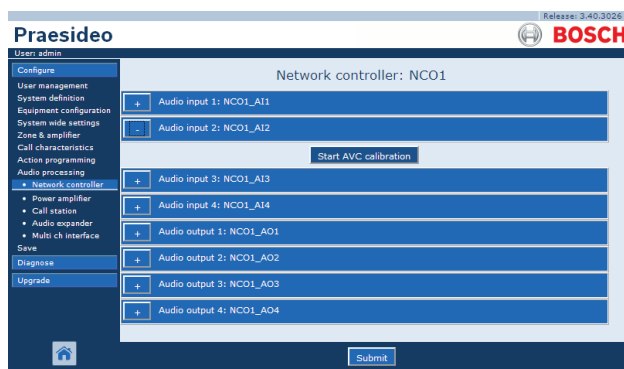 Release: 3.40.3026
Praesideo
BOSCH
User: admin
Configure
User management
System definition
Equipment configuration
System wide settings
Zone & amplifier
Call characteristics
Action programming
Audio processing
• Network controller
• Power amplifier
• Call station
• Audio expander
• Multi ch interface
Save
Diagnose
Upgrade
Network controller: NCO1
+ Audio input 1: NCO1_AI1
- Audio input 2: NCO1_AI2
Start AVC calibration
+ Audio input 3: NCO1_AI3
+ Audio input 4: NCO1_AI4
+ Audio output 1: NCO1_AO1
+ Audio output 2: NCO1_AO2
+ Audio output 3: NCO1_AO3
+ Audio output 4: NCO1_AO4
Submit